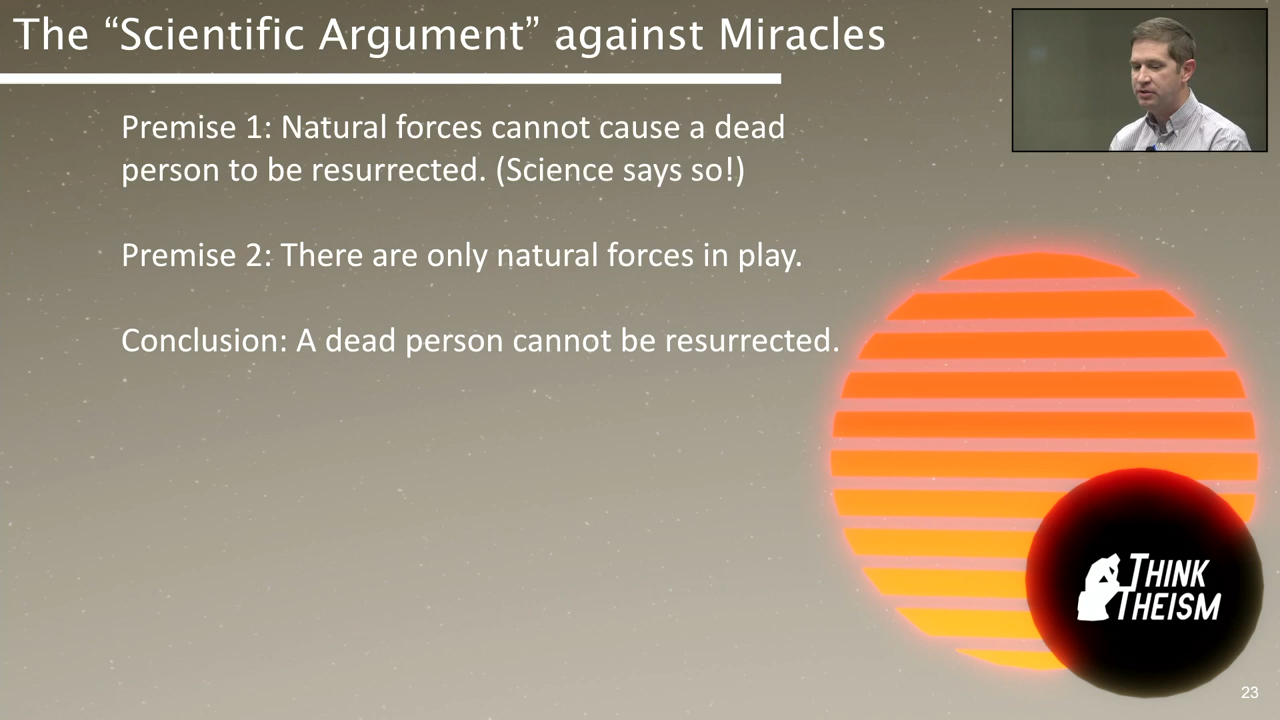 The “Scientific Argument” against Miracles
Premise 1: Natural forces cannot cause a dead
person to be resurrected. (Science says so!)
Premise 2: There are only natural forces in play.
Conclusion: A dead person cannot be resurrected.
THINK
THEISM
23